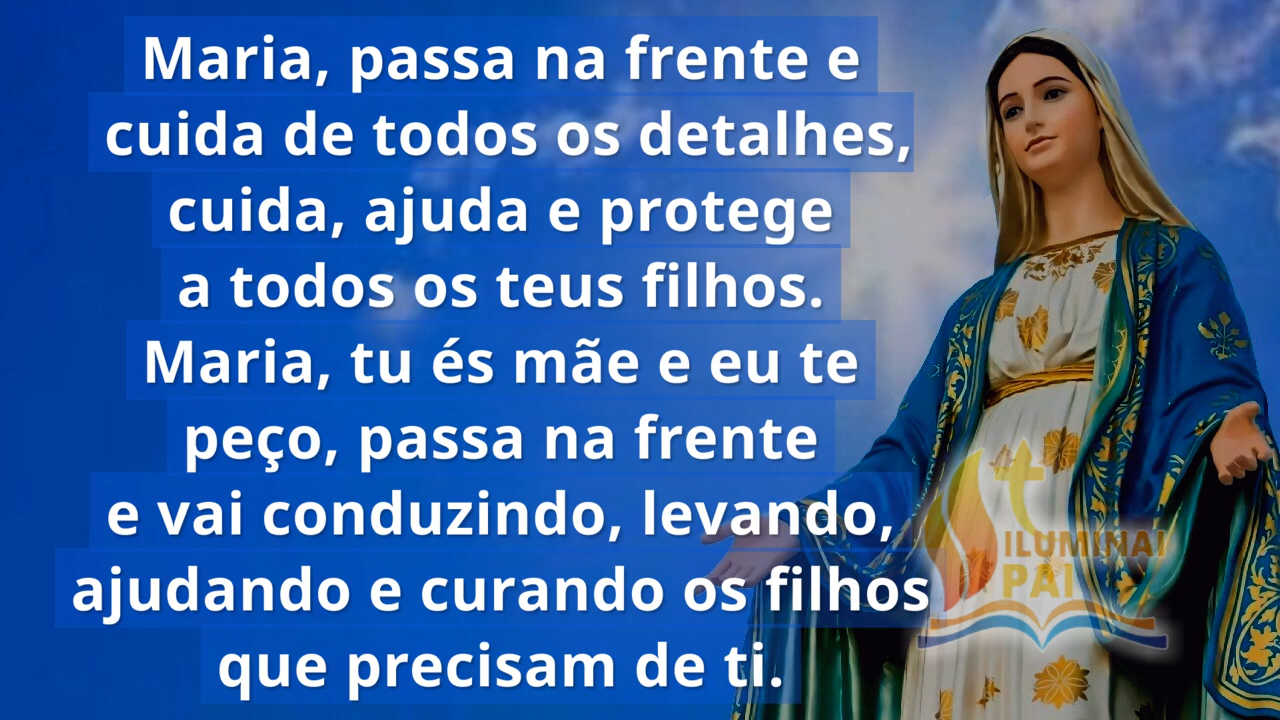 Maria, passa na frente e
cuida de todos os detalhes,
cuida, ajuda e protege
a todos os teus filhos.
Maria, tu és mãe e eu te
peço, passa na frente
e vai conduzindo, levando,
ajudando e curando os filhos
que precisam de ti.
ILUMINAI
PAI